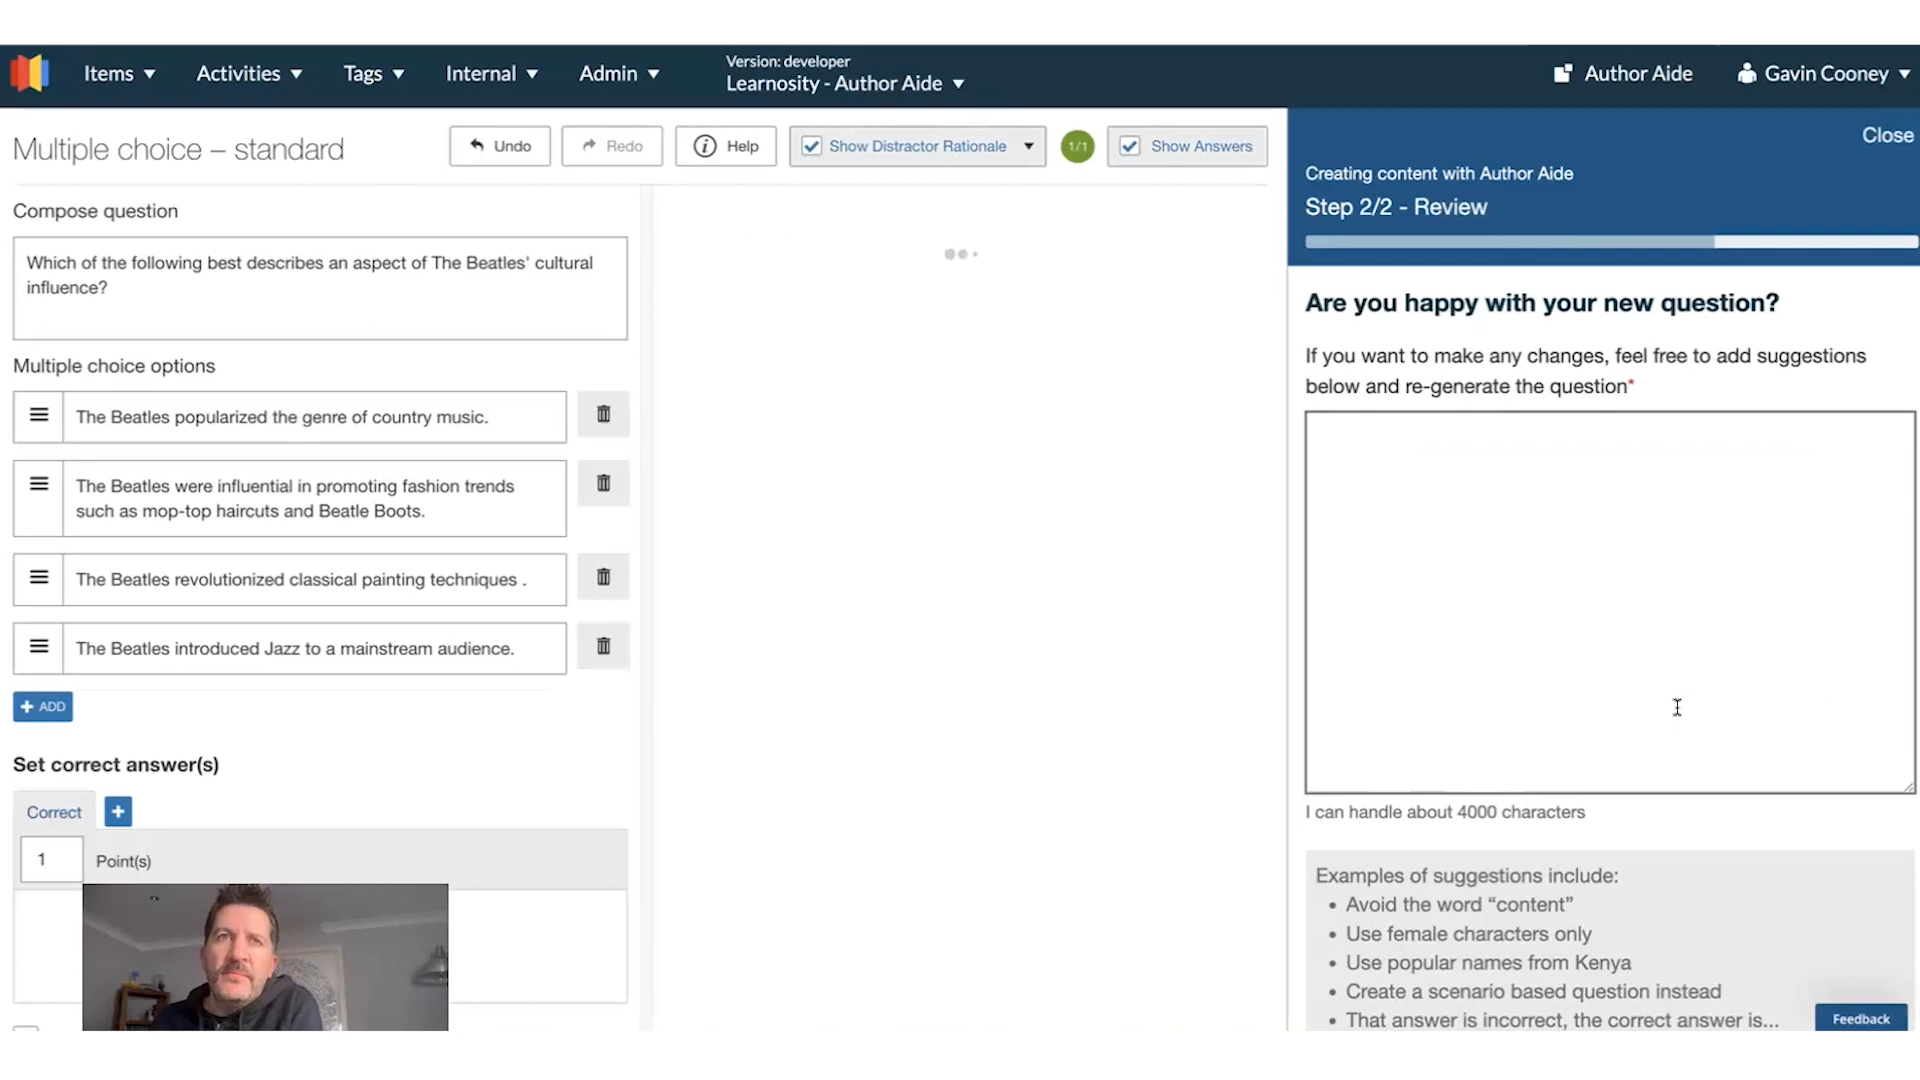 Items
Activities
Tags
Internal
Admin
Version: developer
Learnosity - Author Aide
Author Aide
Gavin Cooney
Multiple choice – standard
Undo
Redo
Help
Show Distractor Rationale
1/1
Show Answers
Compose question
Which of the following best describes an aspect of The Beatles' cultural
influence?
Multiple choice options
The Beatles popularized the genre of country music.
The Beatles were influential in promoting fashion trends
such as mop-top haircuts and Beatle Boots.
The Beatles revolutionized classical painting techniques .
The Beatles introduced Jazz to a mainstream audience.
+ ADD
Set correct answer(s)
Correct
+
1
Point(s)
Close
Creating content with Author Aide
Step 2/2 - Review
Are you happy with your new question?
If you want to make any changes, feel free to add suggestions
below and re-generate the question*
I can handle about 4000 characters
Examples of suggestions include:
• Avoid the word “content”
• Use female characters only
• Use popular names from Kenya
• Create a scenario based question instead
• That answer is incorrect, the correct answer is...
Feedback